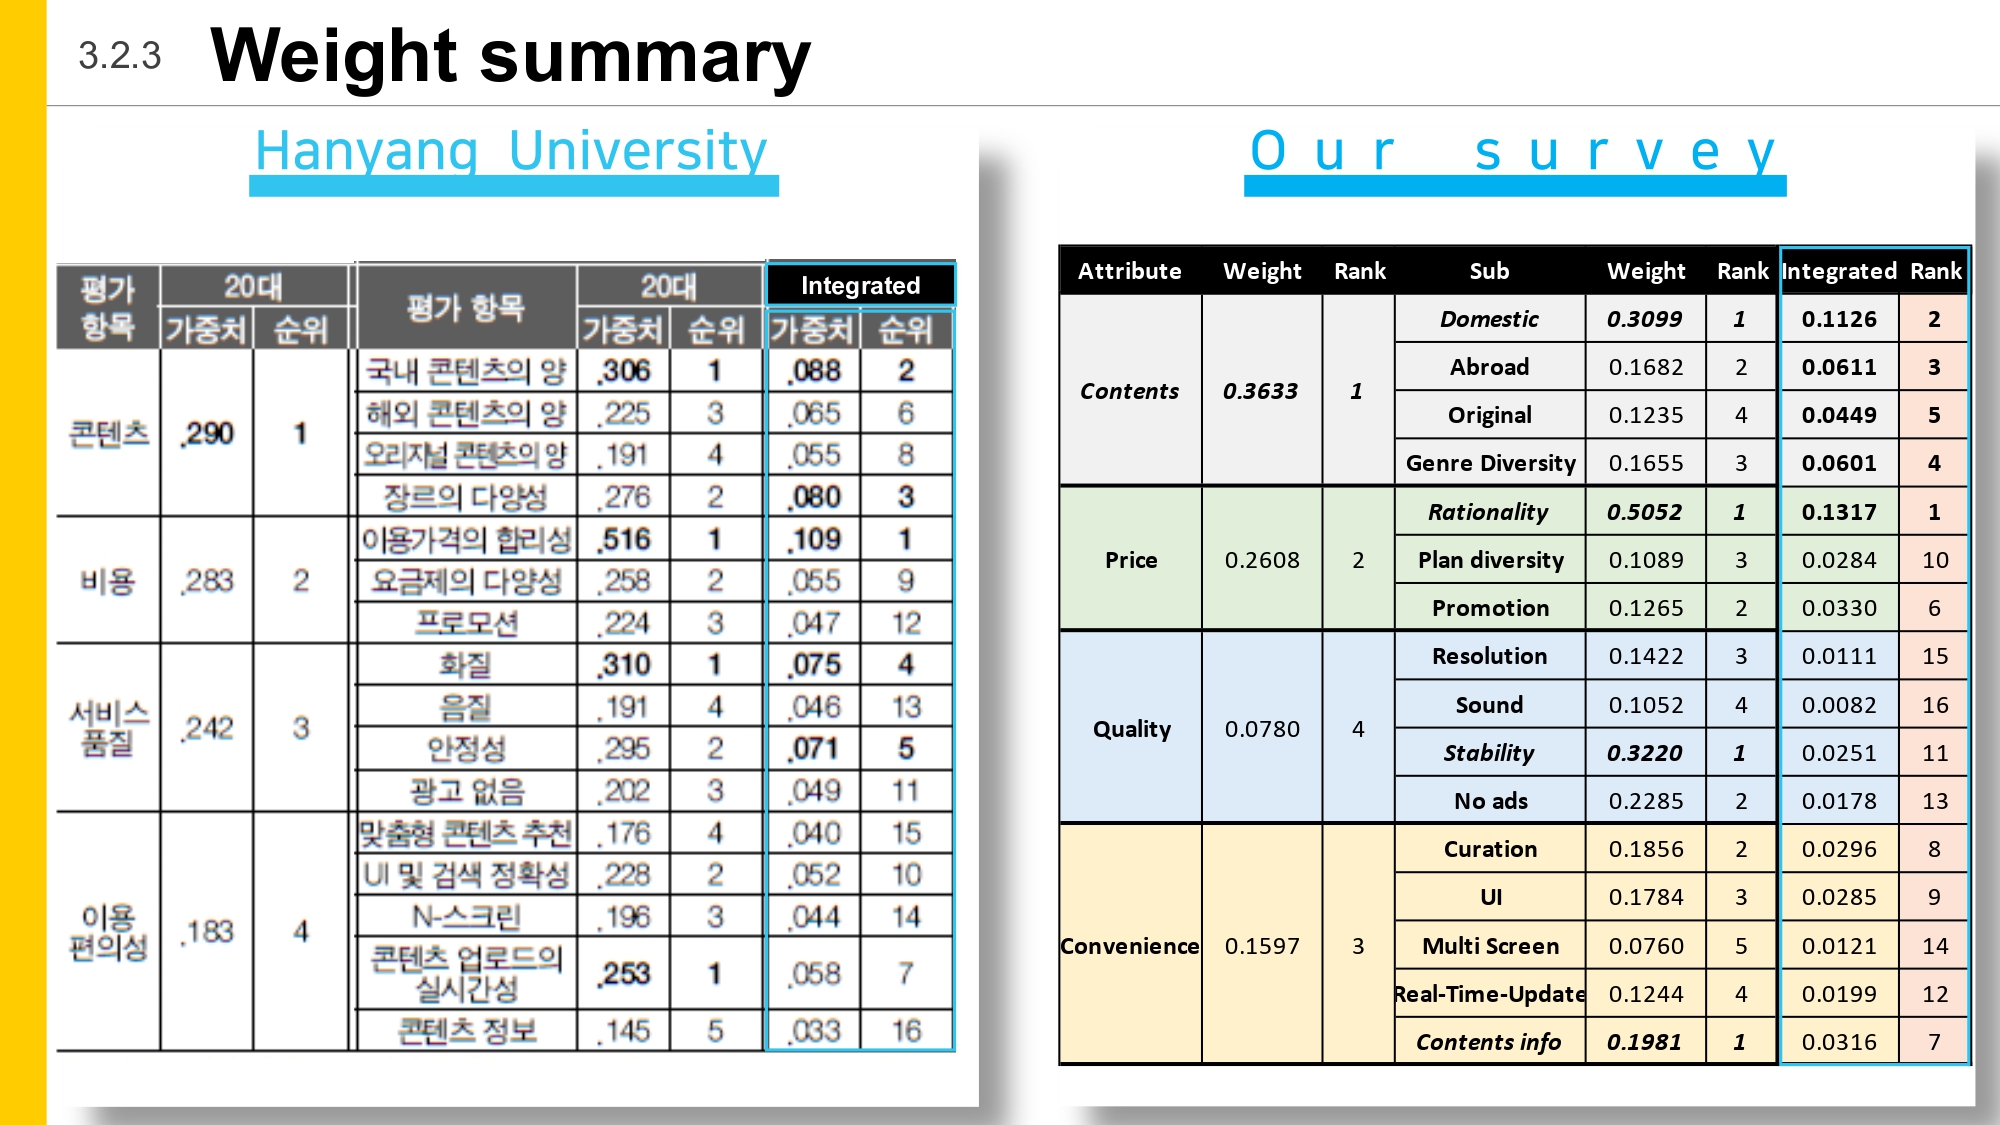 3.2.3 Weight summary
Hanyang University
평가 항목 20대 평가 항목 20대 Integrated
가중치 순위 가중치 순위 가중치 순위
콘텐츠 .290 1 국내 콘텐츠의 양 .306 1 .088 2
해외 콘텐츠의 양 .225 3 .065 6
오리지널 콘텐츠의 양 .191 4 .055 8
장르의 다양성 .276 2 .080 3
비용 .283 2 이용가격의 합리성 .516 1 .109 1
요금제의 다양성 .258 2 .055 9
프로모션 .224 3 .047 12
서비스 품질 .242 3 화질 .310 1 .075 4
음질 .191 4 .046 13
안정성 .295 2 .071 5
광고 없음 .202 3 .049 11
이용 편의성 .183 4 맞춤형 콘텐츠 추천 .176 4 .040 15
UI 및 검색 정확성 .228 2 .052 10
N-스크린 .196 3 .044 14
콘텐츠 업로드의 실시간성 .253 1 .058 7
콘텐츠 정보 .145 5 .033 16
Our survey
Attribute Weight Rank Sub Weight Rank Integrated Rank
Contents 0.3633 1 Domestic 0.3099 1 0.1126 2
Abroad 0.1682 2 0.0611 3
Original 0.1235 4 0.0449 5
Genre Diversity 0.1655 3 0.0601 4
Price 0.2608 2 Rationality 0.5052 1 0.1317 1
Plan diversity 0.1089 3 0.0284 10
Promotion 0.1265 2 0.0330 6
Quality 0.0780 4 Resolution 0.1422 3 0.0111 15
Sound 0.1052 4 0.0082 16
Stability 0.3220 1 0.0251 11
No ads 0.2285 2 0.0178 13
Convenience 0.1597 3 Curation 0.1856 2 0.0296 8
UI 0.1784 3 0.0285 9
Multi Screen 0.0760 5 0.0121 14
Real-Time-Update 0.1244 4 0.0199 12
Contents info 0.1981 1 0.0316 7